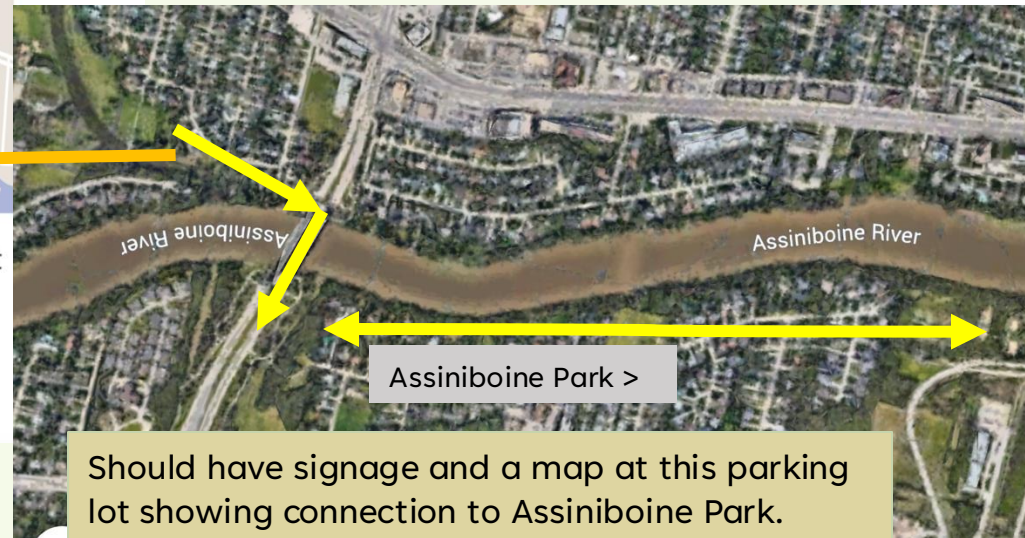 Assiniboine River
Assiniboine River
Assiniboine Park >
Should have signage and a map at this parking
lot showing connection to Assiniboine Park.